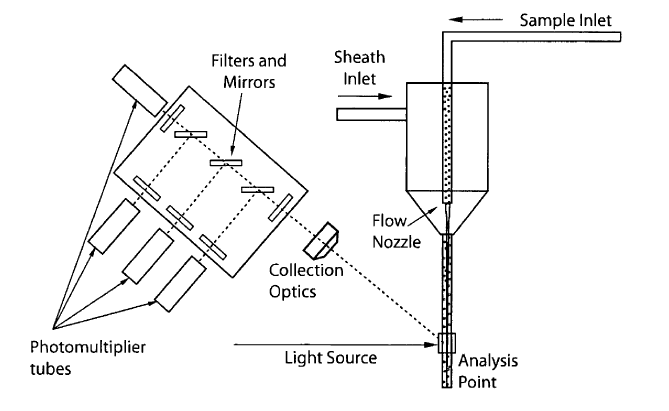 Sample Inlet
Sheath
Inlet
Filters and
Mirrors
Flow
Nozzle
Collection
Optics
Photomultiplier
tubes
Light Source
Analysis
Point